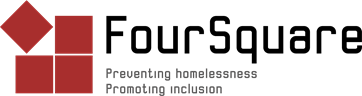 FourSquare
Preventing homelessness
Promoting inclusion